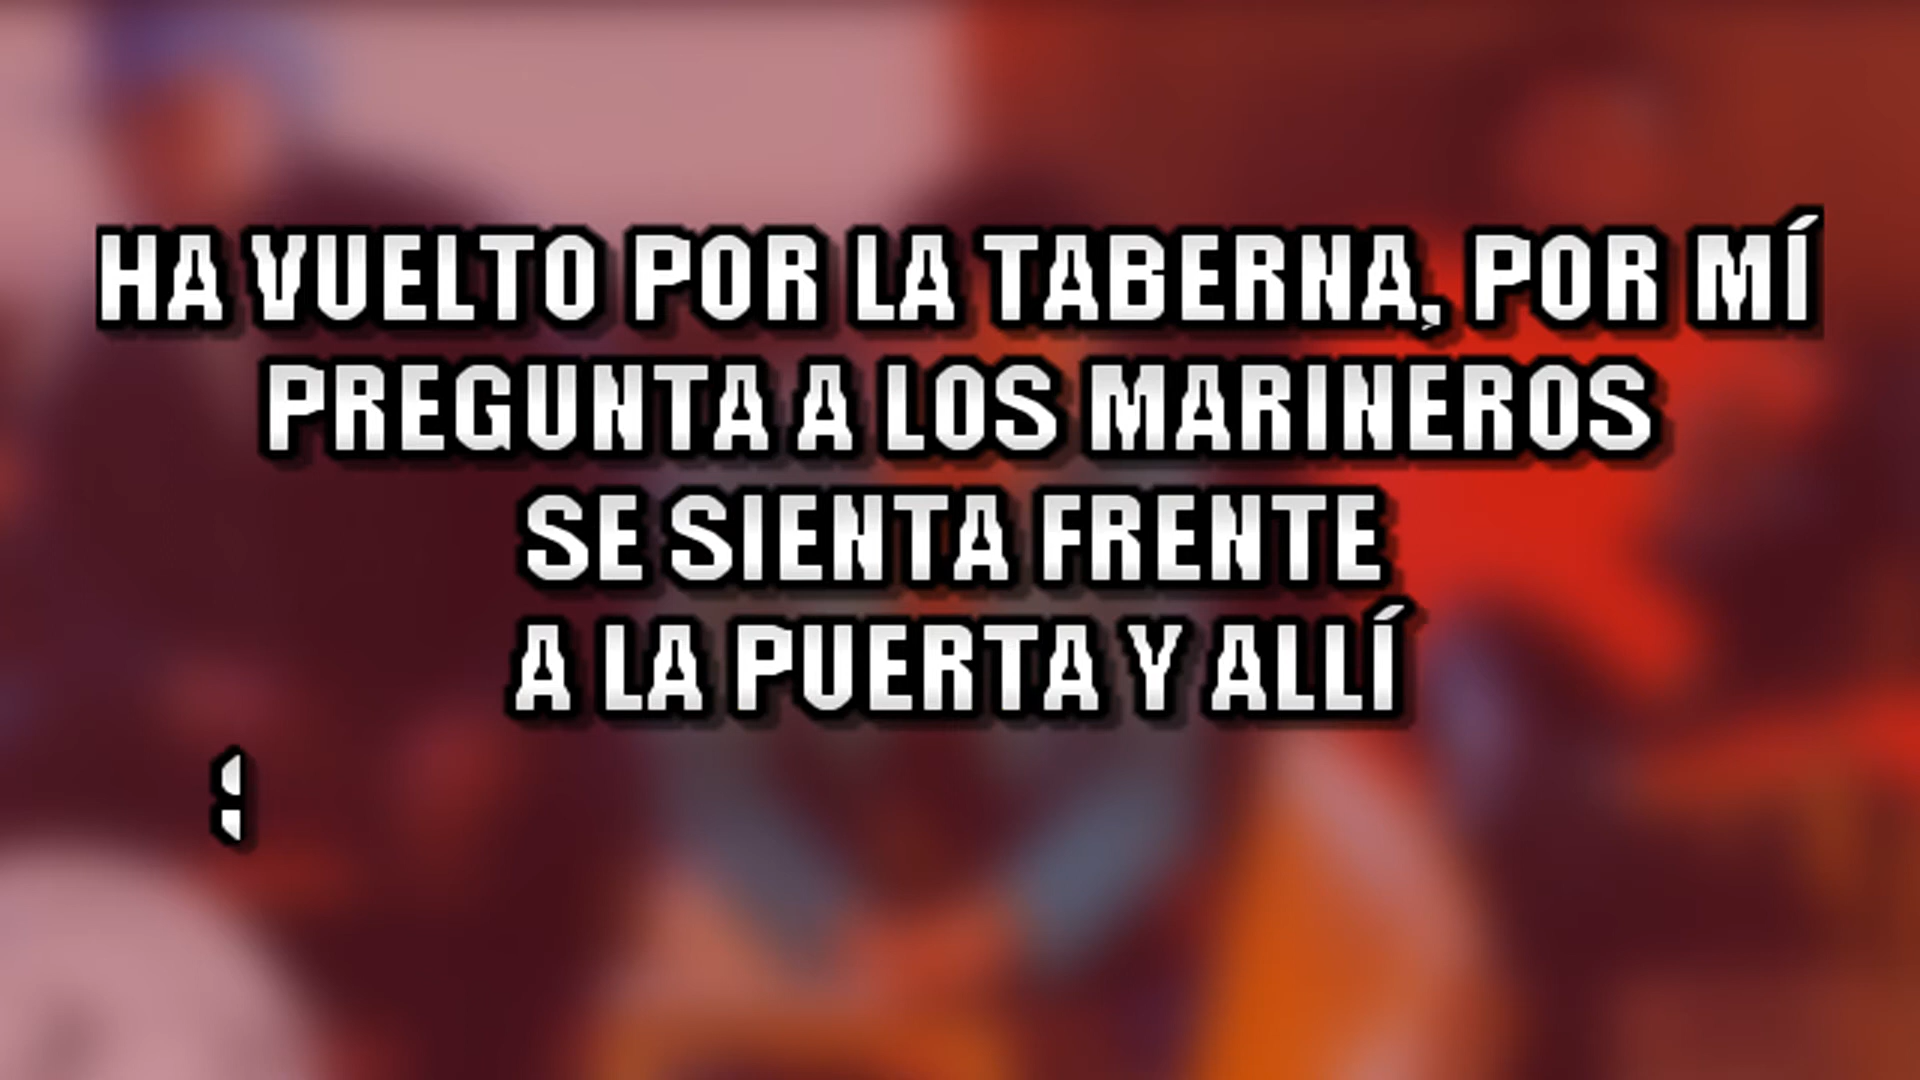 HA VUELTO POR LA TABERNA, POR MÍ
PREGUNTA A LOS MARINEROS
SE SIENTA FRENTE
A LA PUERTA Y ALLÍ